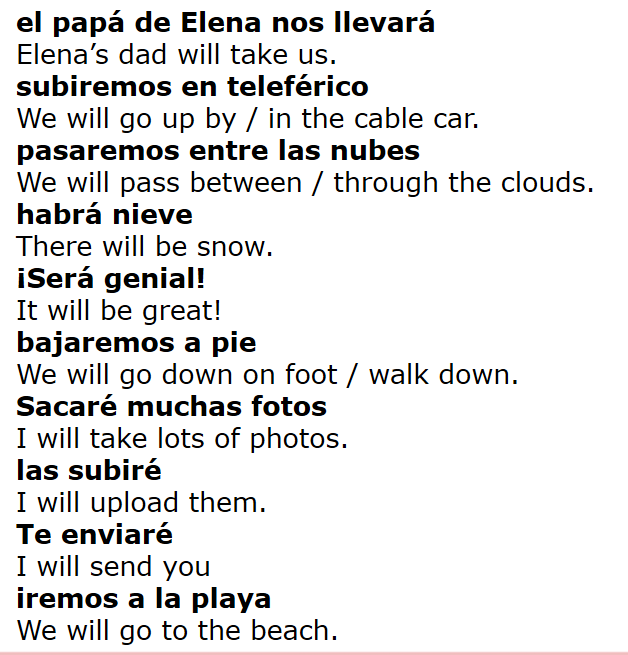 el papá de Elena nos llevará
Elena’s dad will take us.
subiremos en teleférico
We will go up by / in the cable car.
pasaremos entre las nubes
We will pass between / through the clouds.
habrá nieve
There will be snow.
¡Será genial!
It will be great!
bajaremos a pie
We will go down on foot / walk down.
Sacaré muchas fotos
I will take lots of photos.
las subiré
I will upload them.
Te enviaré
I will send you
iremos a la playa
We will go to the beach.